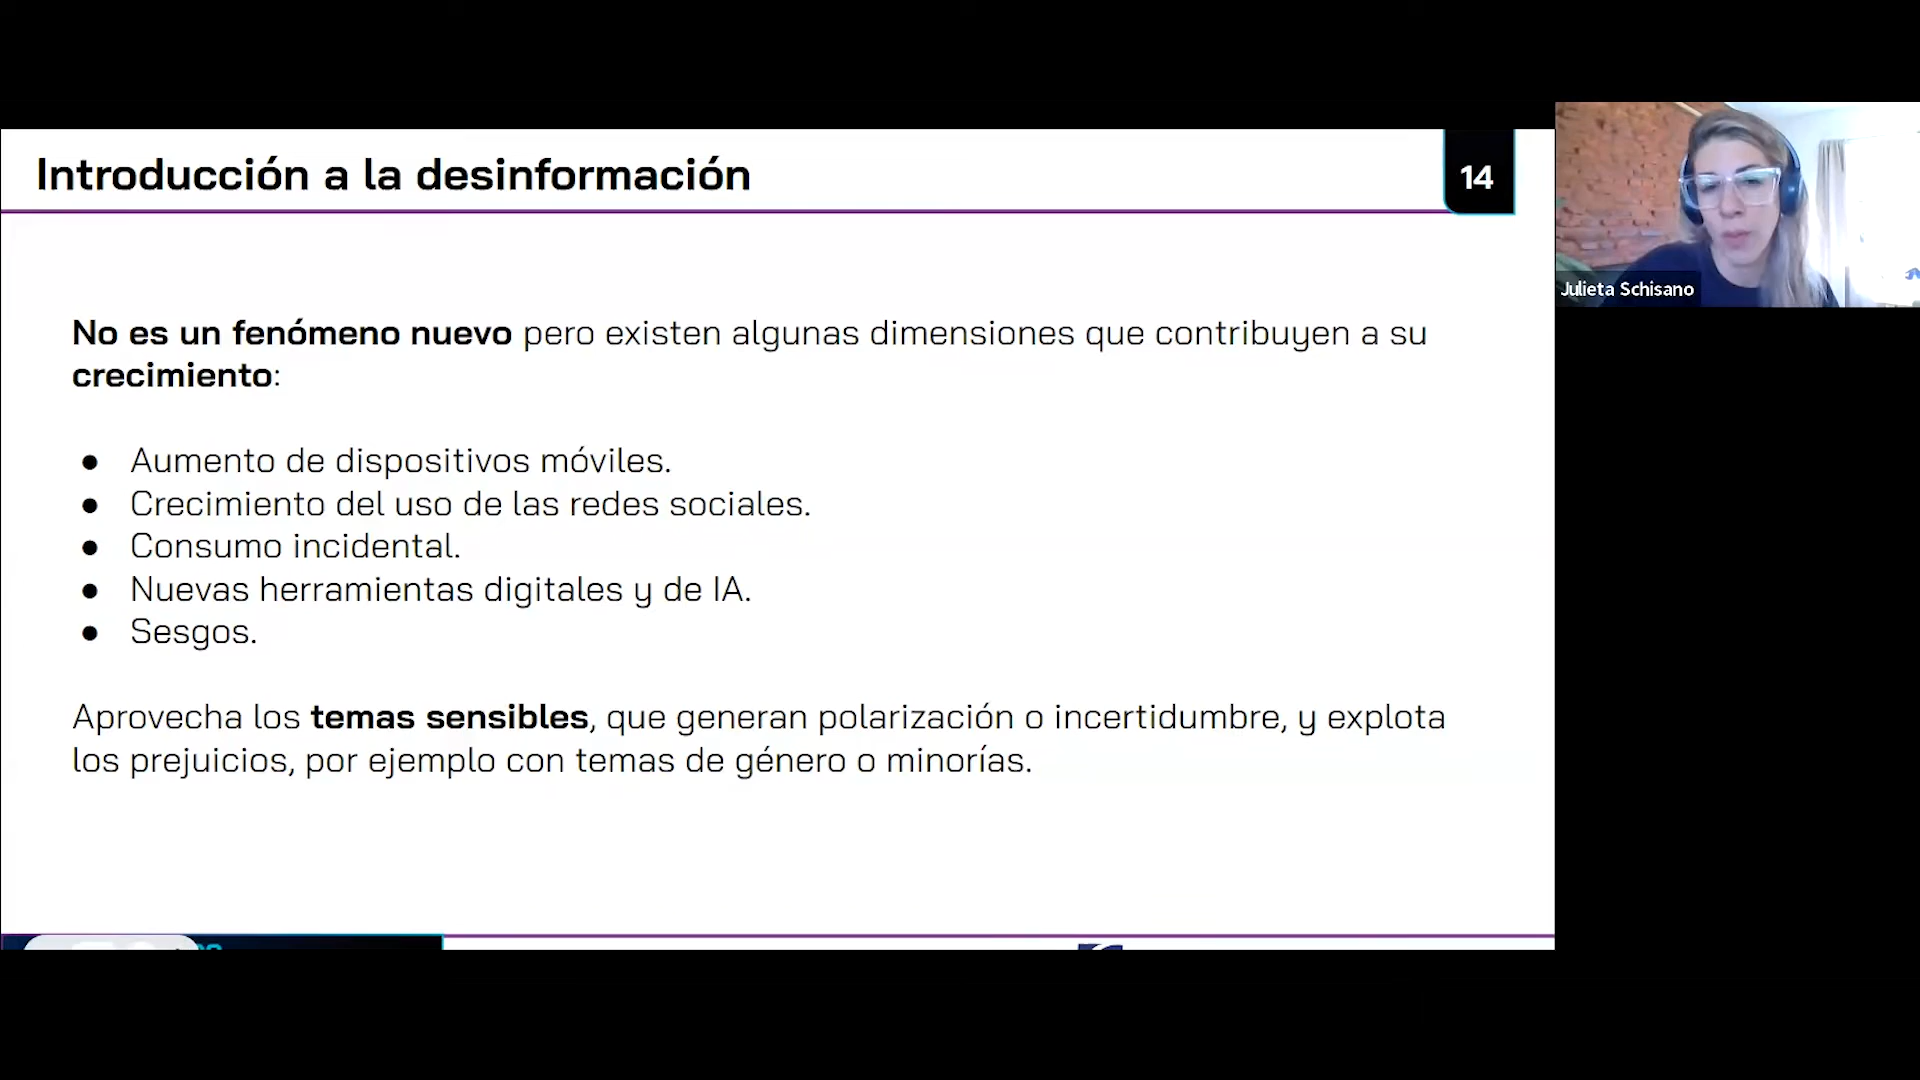 Introducción a la desinformación
14
No es un fenómeno nuevo pero existen algunas dimensiones que contribuyen a su
crecimiento:
● Aumento de dispositivos móviles.
● Crecimiento del uso de las redes sociales.
● Consumo incidental.
● Nuevas herramientas digitales y de IA.
● Sesgos.
Aprovecha los temas sensibles, que generan polarización o incertidumbre, y explota
los prejuicios, por ejemplo con temas de género o minorías.
Julieta Schisano